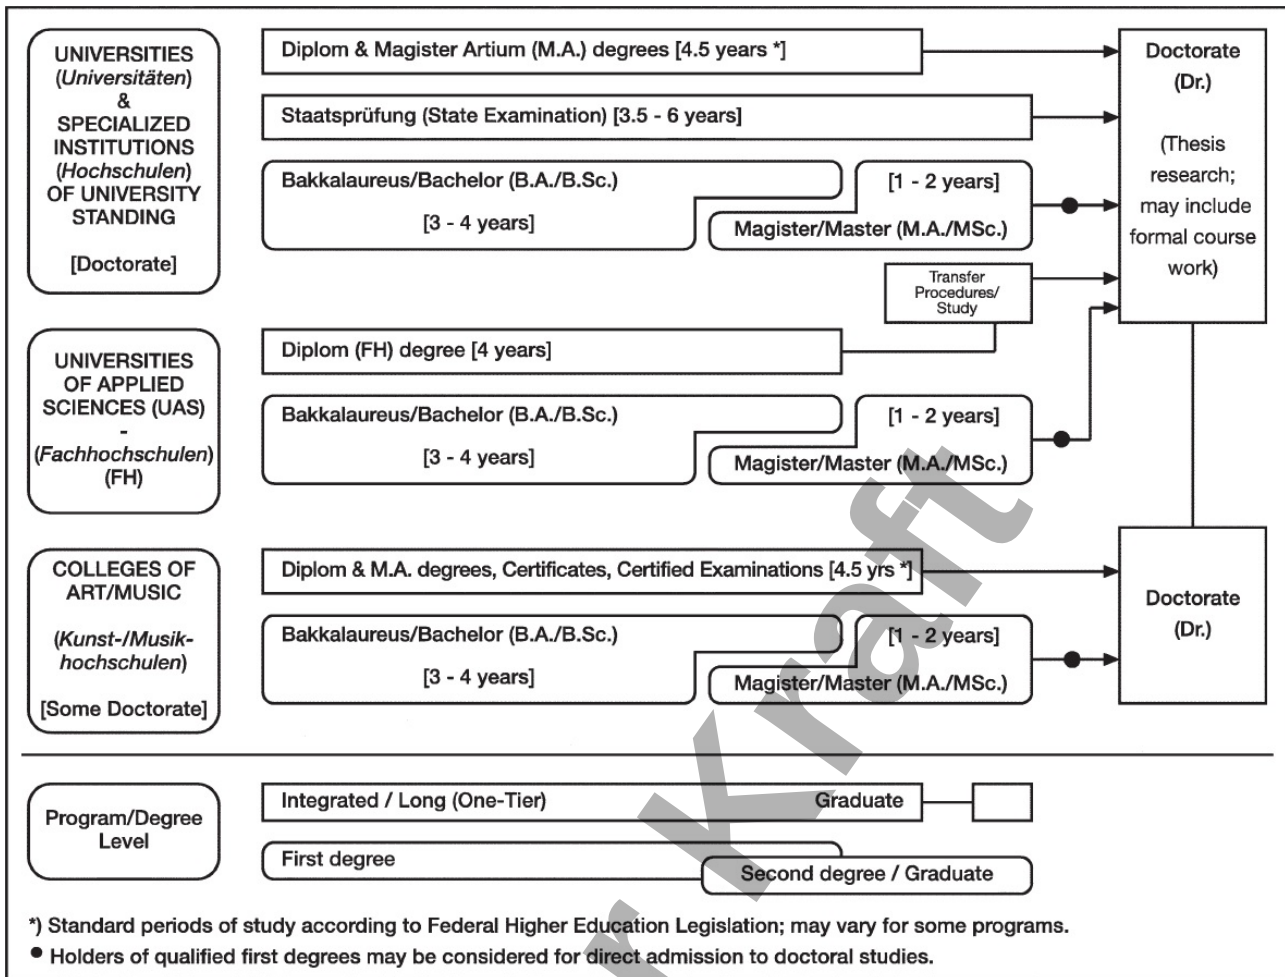 UNIVERSITIES
(Universitäten)
&
SPECIALIZED
INSTITUTIONS
(Hochschulen)
OF UNIVERSITY
STANDING
[Doctorate]
Diplom & Magister Artium (M.A.) degrees [4.5 years *]
Staatsprüfung (State Examination) [3.5 - 6 years]
Bakkalaureus/Bachelor (B.A./B.Sc.)
[3 - 4 years]
[1 - 2 years]
Magister/Master (M.A./MSc.)
Transfer
Procedures/
Study
Doctorate
(Dr.)
(Thesis
research;
may include
formal course
work)
UNIVERSITIES
OF APPLIED
SCIENCES (UAS)
-
(Fachhochschulen)
(FH)
Diplom (FH) degree [4 years]
Bakkalaureus/Bachelor (B.A./B.Sc.)
[3 - 4 years]
[1 - 2 years]
Magister/Master (M.A./MSc.)
COLLEGES OF
ART/MUSIC
(Kunst-/Musik-
hochschulen)
[Some Doctorate]
Diplom & M.A. degrees, Certificates, Certified Examinations [4.5 yrs *]
Bakkalaureus/Bachelor (B.A./B.Sc.)
[3 - 4 years]
[1 - 2 years]
Magister/Master (M.A./MSc.)
Doctorate
(Dr.)
Program/Degree
Level
Integrated / Long (One-Tier) Graduate
First degree
Second degree / Graduate
*) Standard periods of study according to Federal Higher Education Legislation; may vary for some programs.
● Holders of qualified first degrees may be considered for direct admission to doctoral studies.
r Kraft